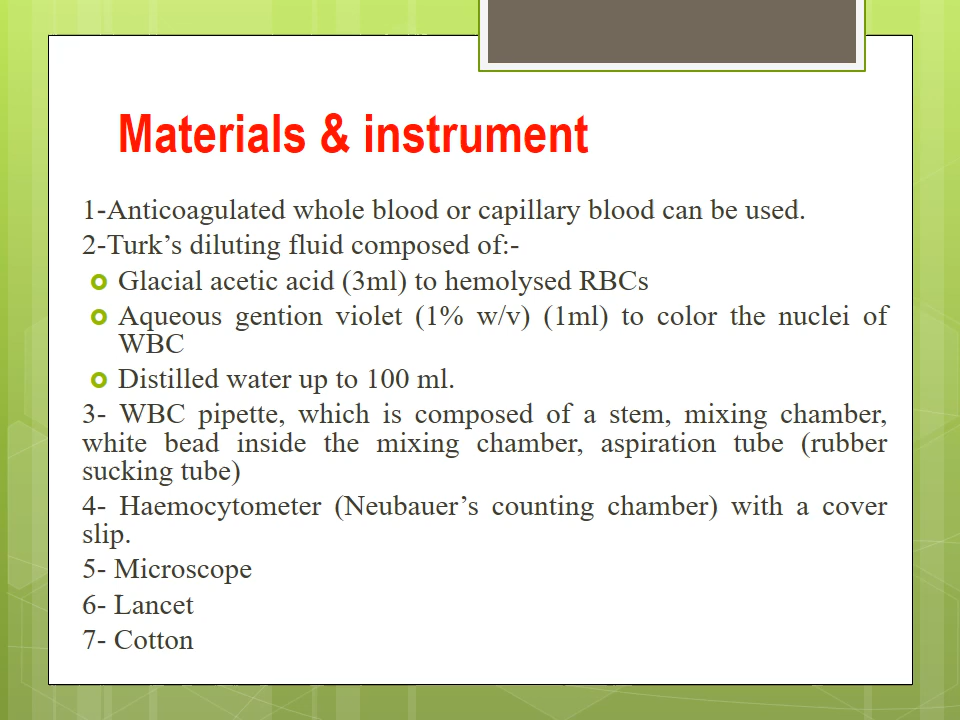 Materials & instrument
1-Anticoagulated whole blood or capillary blood can be used.
2-Turk’s diluting fluid composed of:-
Glacial acetic acid (3ml) to hemolysed RBCs
Aqueous gention violet (1% w/v) (1ml) to color the nuclei of
WBC
Distilled water up to 100 ml.
3- WBC pipette, which is composed of a stem, mixing chamber,
white bead inside the mixing chamber, aspiration tube (rubber
sucking tube)
4- Haemocytometer (Neubauer’s counting chamber) with a cover
slip.
5- Microscope
6- Lancet
7- Cotton